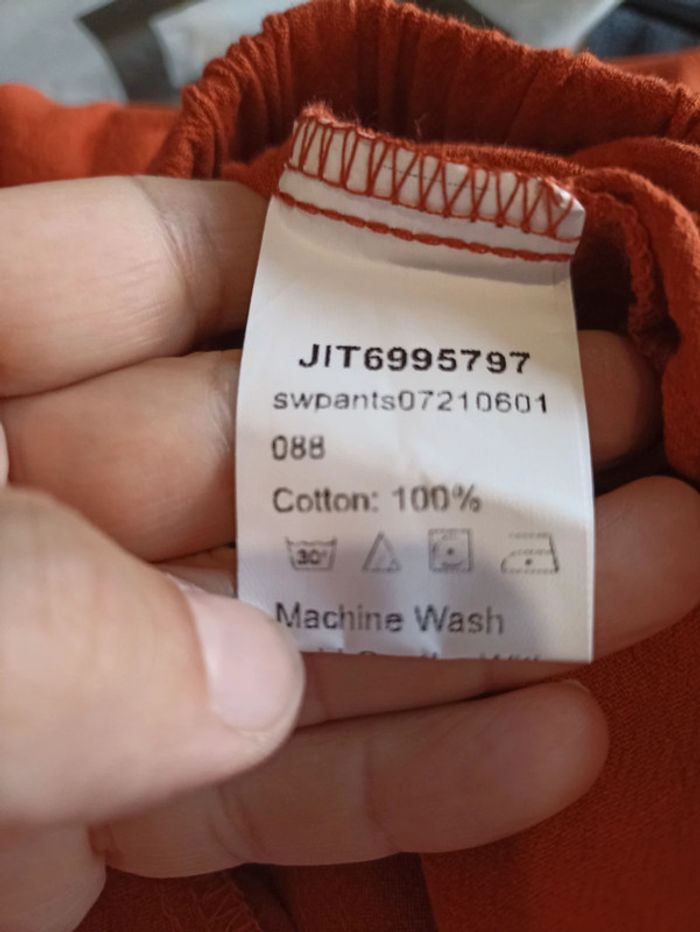 JIT6995797
swpants07210601
088
Cotton: 100%
30°
Machine Wash